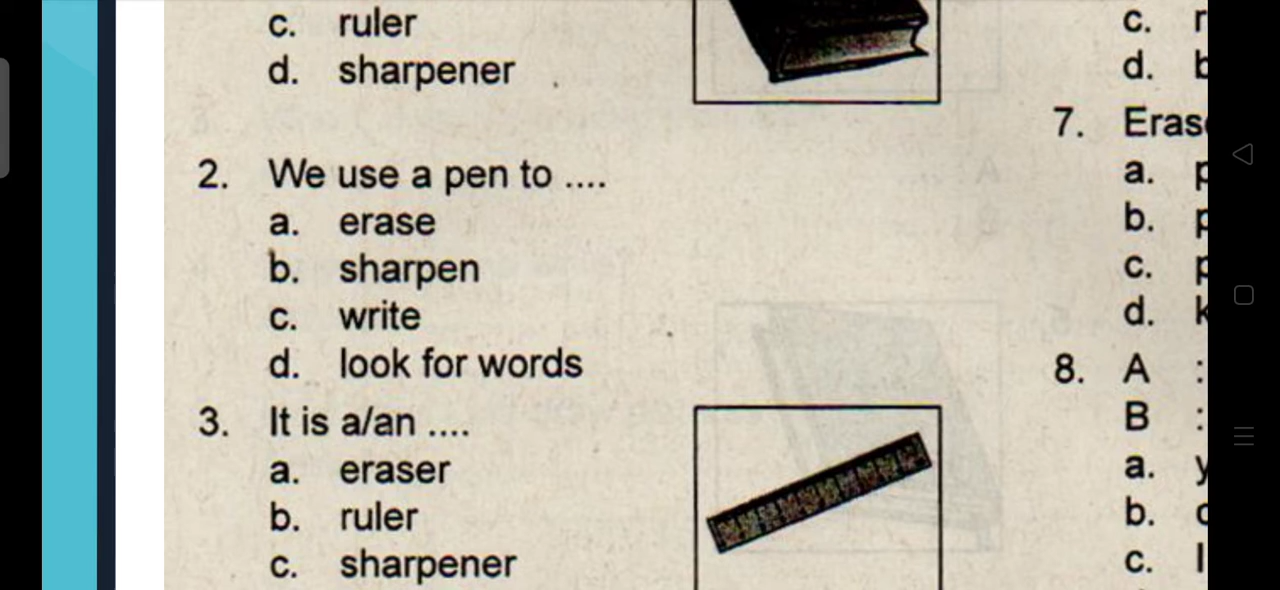 c. ruler
d. sharpener
2. We use a pen to ....
a. erase
b. sharpen
c. write
d. look for words
3. It is a/an ....
a. eraser
b. ruler
c. sharpener
c.
d.
7.
a.
b.
c.
d.
8. A :
B :
a.
b.
c.